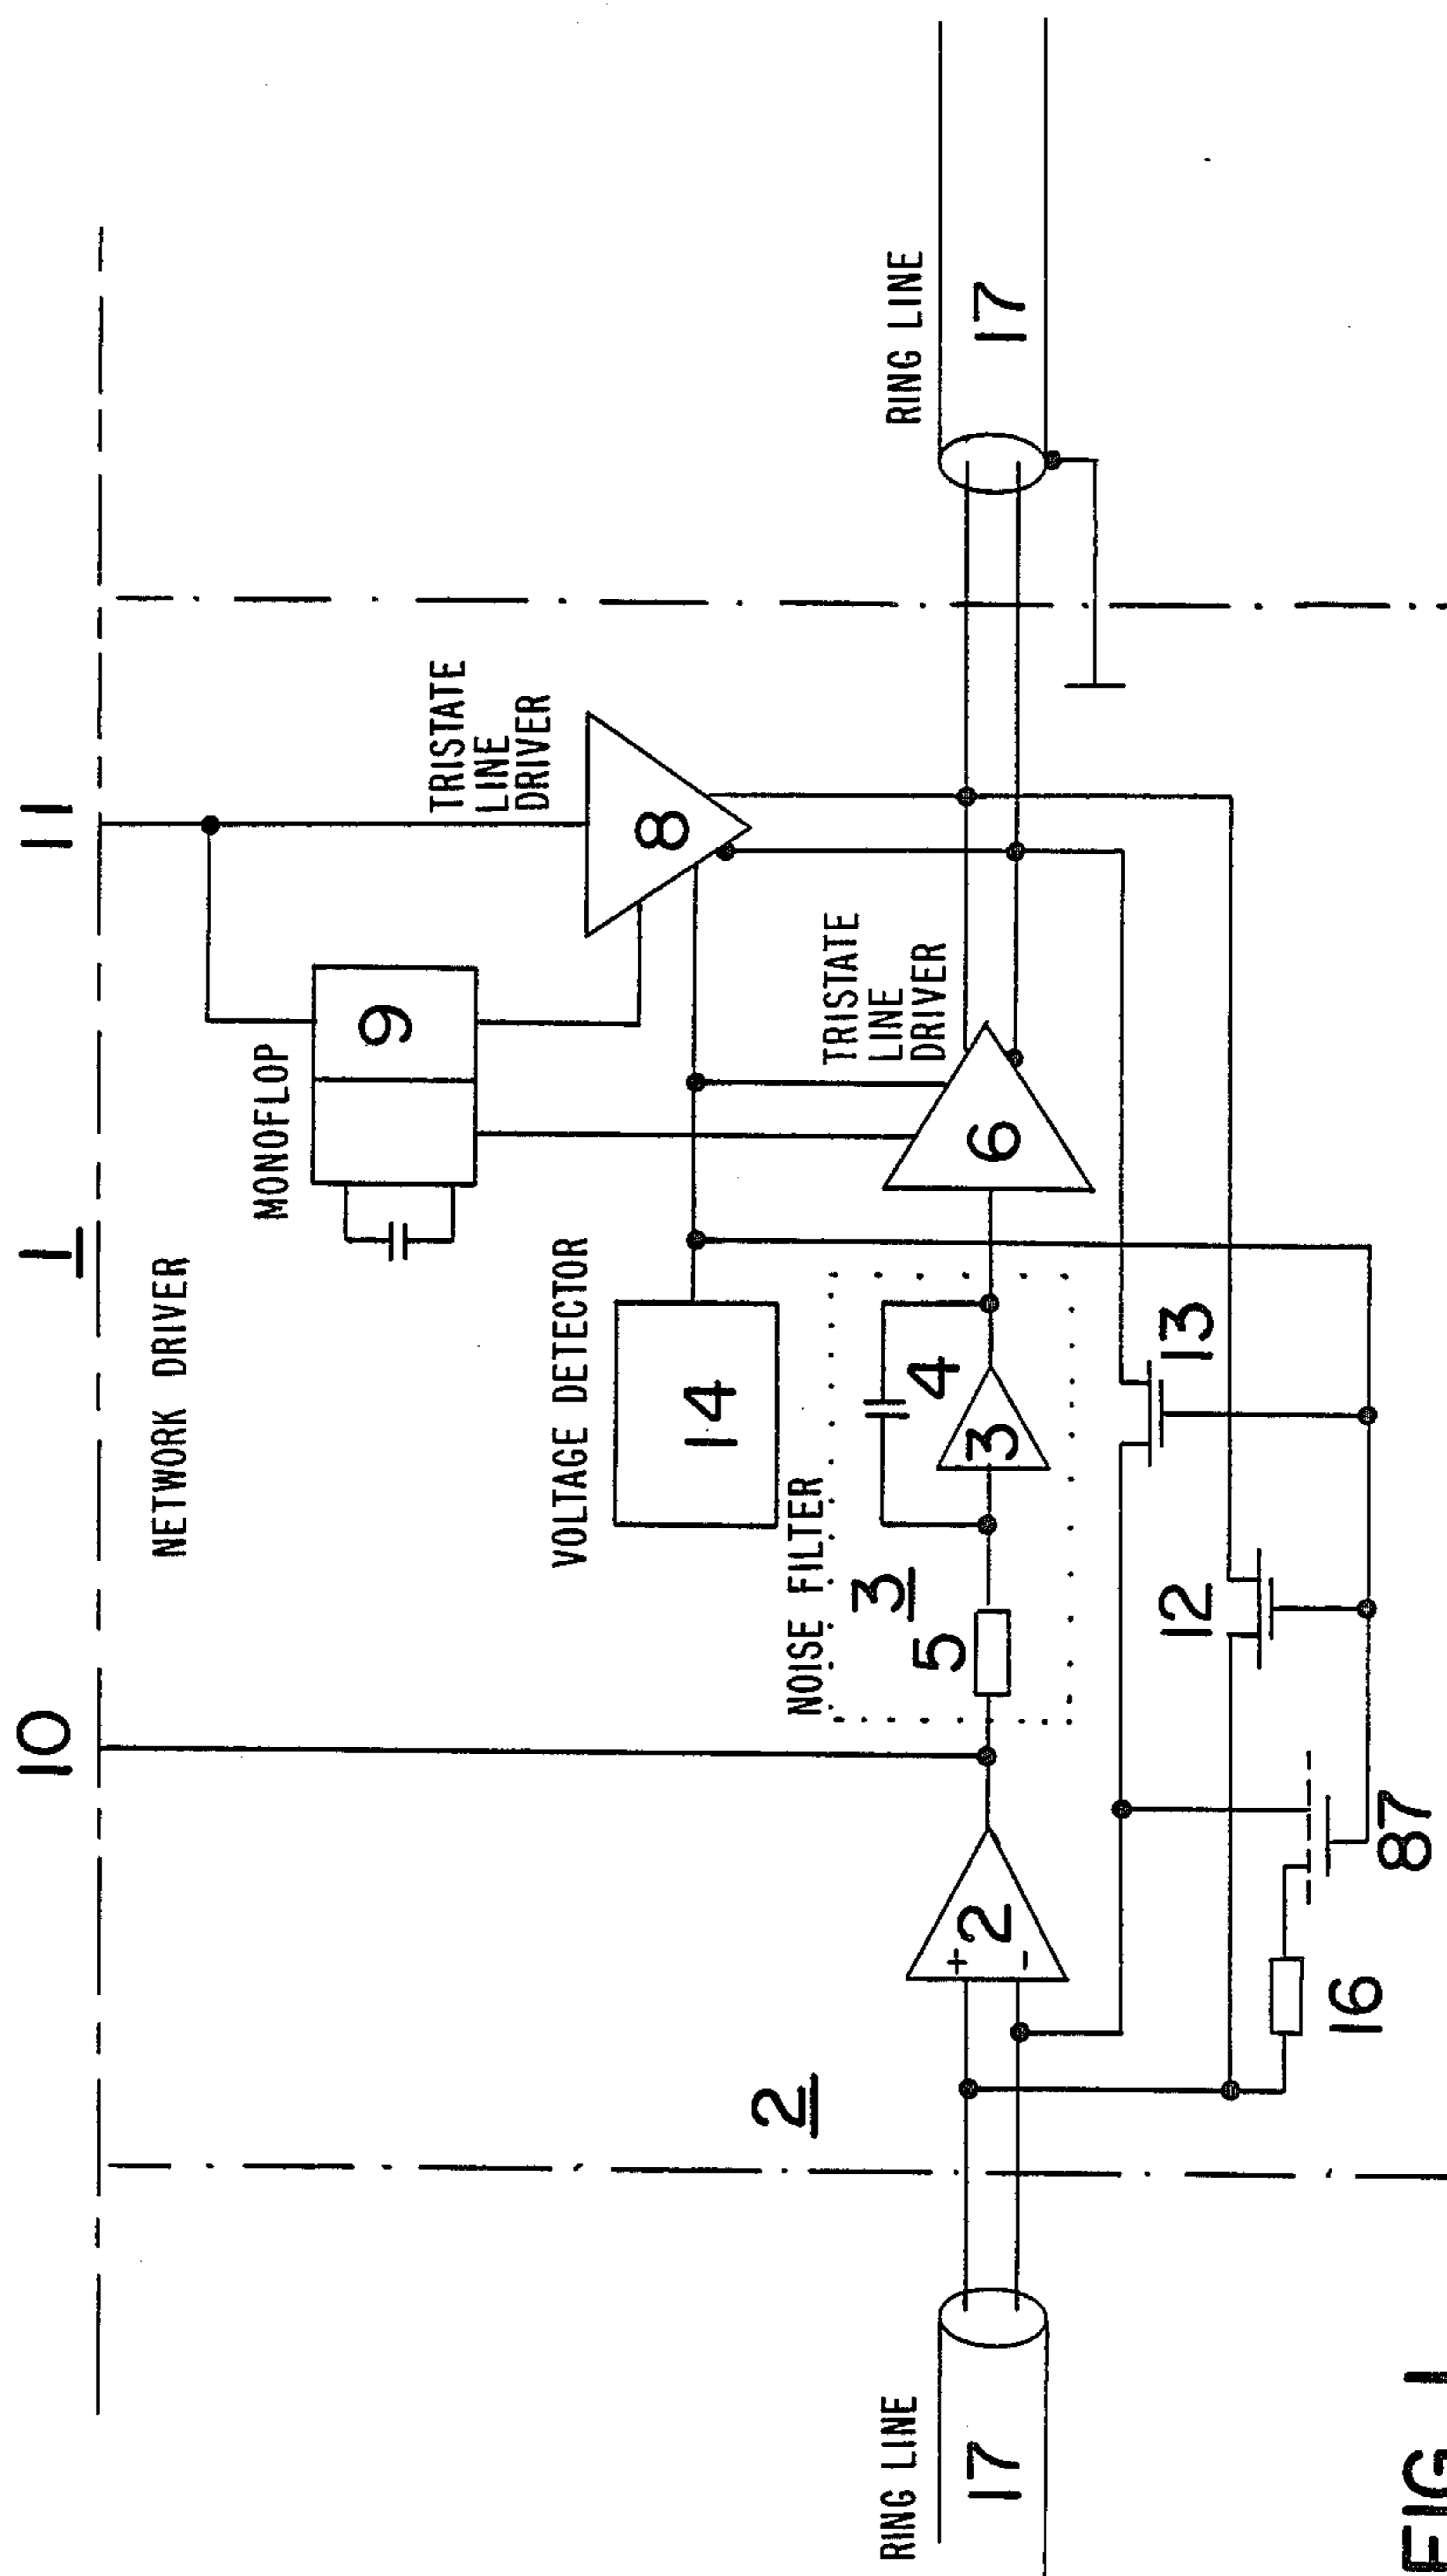 10
1
11
NETWORK DRIVER
MONOFLOP
9
TRISTATE
LINE
DRIVER
8
VOLTAGE DETECTOR
14
TRISTATE
LINE
DRIVER
6
NOISE FILTER
3
5
4
3
2
2
+
-
RING LINE
17
RING LINE
17
13
12
16
87
FIG. 1